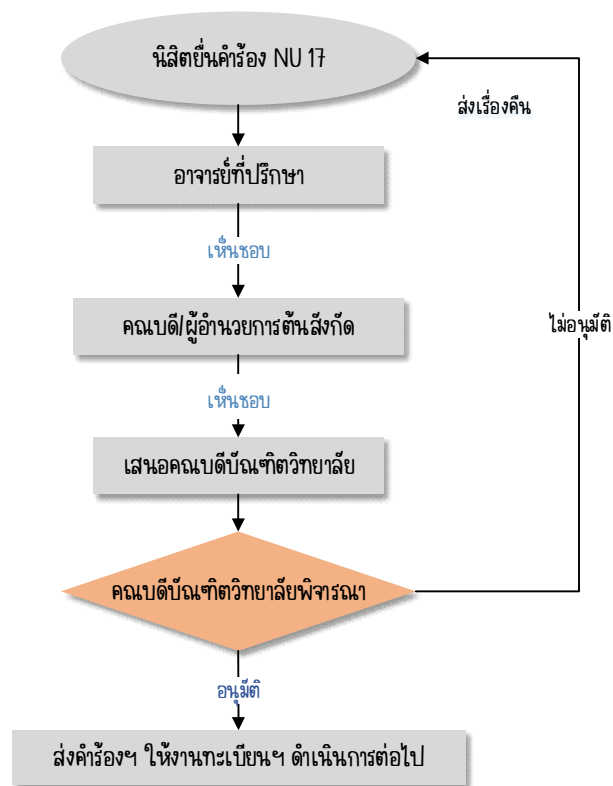 นิสิตยื่นคำร้อง NU 17
ส่งเรื่องคืน
อาจารย์ที่ปรึกษา
เห็นชอบ
คณบดี/ผู้อำนวยการต้นสังกัด
ไม่อนุมัติ
เห็นชอบ
เสนอคณบดีบัณฑิตวิทยาลัย
คณบดีบัณฑิตวิทยาลัยพิจารณา
อนุมัติ
ส่งคำร้องฯ ให้งานทะเบียนฯ ดำเนินการต่อไป